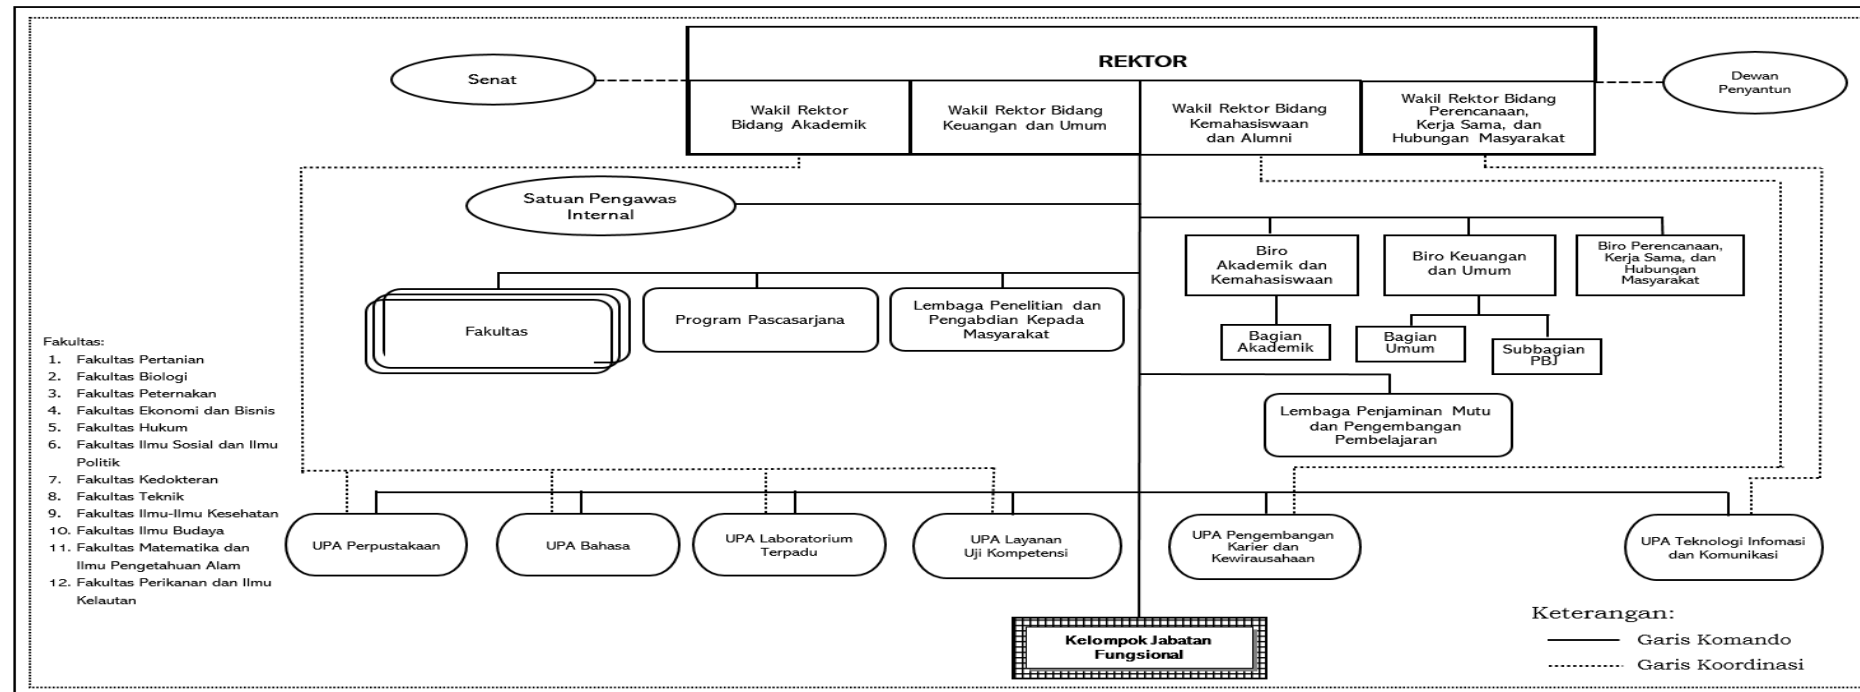 REKTOR
Senat
Dewan
Penyantun
Wakil Rektor
Bidang Akademik
Wakil Rektor Bidang
Keuangan dan Umum
Wakil Rektor Bidang
Kemahasiswaan
dan Alumni
Wakil Rektor Bidang
Perencanaan,
Kerja Sama, dan
Hubungan Masyarakat
Satuan Pengawas
Internal
Biro
Akademik dan
Kemahasiswaan
Biro Keuangan
dan Umum
Biro Perencanaan,
Kerja Sama, dan
Hubungan
Masyarakat
Fakultas
Program Pascasarjana
Lembaga Penelitian dan
Pengabdian Kepada
Masyarakat
Bagian
Akademik
Bagian
Umum
Subbagian
PBJ
Lembaga Penjaminan Mutu
dan Pengembangan
Pembelajaran
Fakultas:
1. Fakultas Pertanian
2. Fakultas Biologi
3. Fakultas Peternakan
4. Fakultas Ekonomi dan Bisnis
5. Fakultas Hukum
6. Fakultas Ilmu Sosial dan Ilmu
Politik
7. Fakultas Kedokteran
8. Fakultas Teknik
9. Fakultas Ilmu-Ilmu Kesehatan
10. Fakultas Ilmu Budaya
11. Fakultas Matematika dan
Ilmu Pengetahuan Alam
12. Fakultas Perikanan dan Ilmu
Kelautan
UPA Perpustakaan
UPA Bahasa
UPA Laboratorium
Terpadu
UPA Layanan
Uji Kompetensi
UPA Pengembangan
Karier dan
Kewirausahaan
UPA Teknologi Infomasi
dan Komunikasi
Kelompok Jabatan
Fungsional
Keterangan:
Garis Komando
Garis Koordinasi